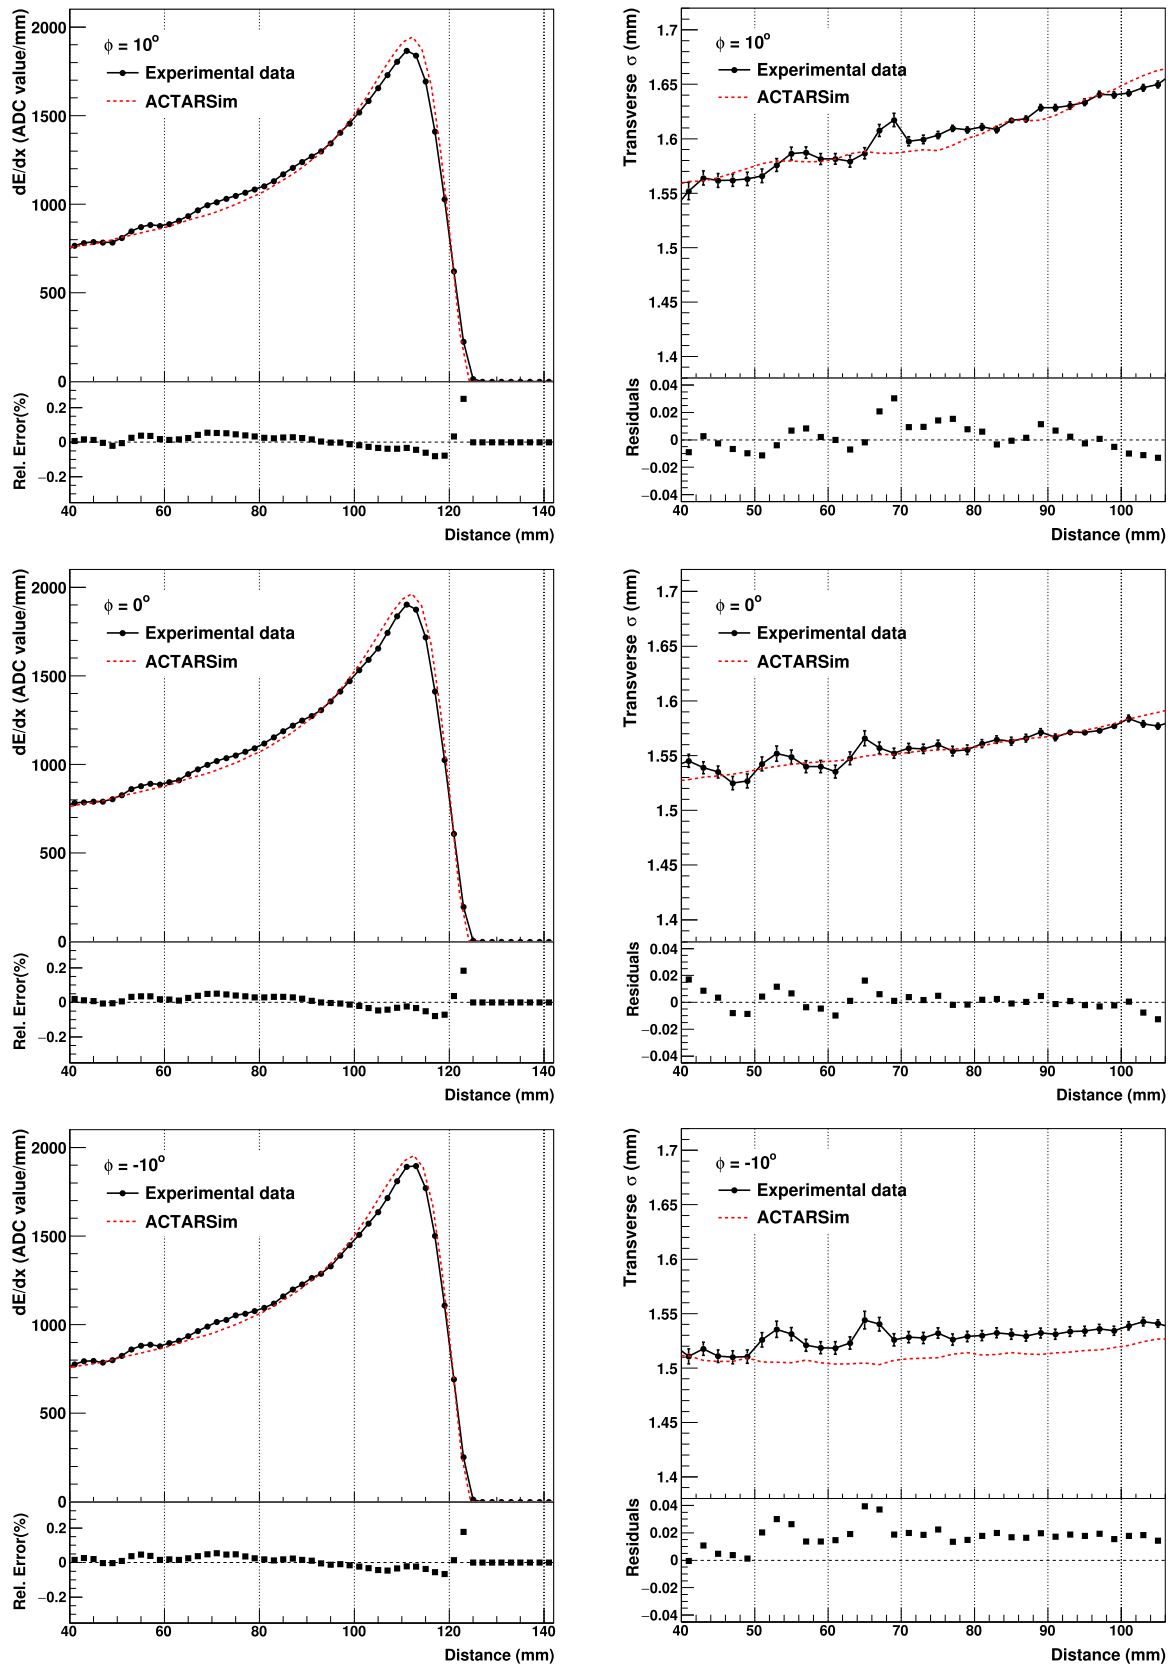 2000
1500
1000
500
0
dE/dx (ADC value/mm)
ϕ = 10°
Experimental data
ACTARSim
0.2
0
−0.2
Rel. Error(%)
40 60 80 100 120 140
Distance (mm)
1.7
1.65
1.6
1.55
1.5
1.45
1.4
Transverse σ (mm)
ϕ = 10°
Experimental data
ACTARSim
0.04
0.02
0
−0.02
−0.04
Residuals
40 50 60 70 80 90 100
Distance (mm)
2000
1500
1000
500
0
dE/dx (ADC value/mm)
ϕ = 0°
Experimental data
ACTARSim
0.2
0
−0.2
Rel. Error(%)
40 60 80 100 120 140
Distance (mm)
1.7
1.65
1.6
1.55
1.5
1.45
1.4
Transverse σ (mm)
ϕ = 0°
Experimental data
ACTARSim
0.04
0.02
0
−0.02
−0.04
Residuals
40 50 60 70 80 90 100
Distance (mm)
2000
1500
1000
500
0
dE/dx (ADC value/mm)
ϕ = -10°
Experimental data
ACTARSim
0.2
0
−0.2
Rel. Error(%)
40 60 80 100 120 140
Distance (mm)
1.7
1.65
1.6
1.55
1.5
1.45
1.4
Transverse σ (mm)
ϕ = -10°
Experimental data
ACTARSim
0.04
0.02
0
−0.02
−0.04
Residuals
40 50 60 70 80 90 100
Distance (mm)